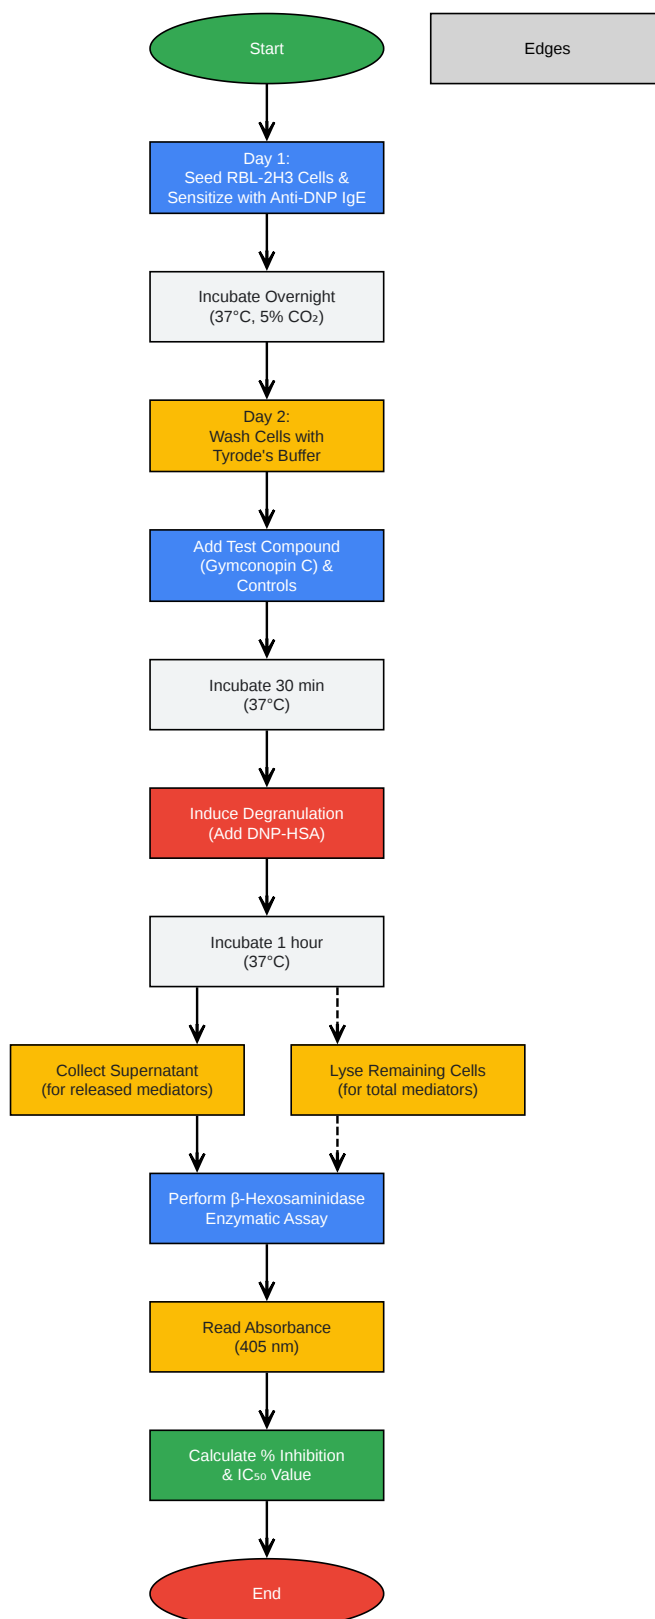 Start
Edges
Day 1:
Seed RBL-2H3 Cells &
Sensitize with Anti-DNP IgE
Incubate Overnight
(37°C, 5% CO₂)
Day 2:
Wash Cells with
Tyrode's Buffer
Add Test Compound
(Gymconopin C) &
Controls
Incubate 30 min
(37°C)
Induce Degranulation
(Add DNP-HSA)
Incubate 1 hour
(37°C)
Collect Supernatant
(for released mediators)
Lyse Remaining Cells
(for total mediators)
Perform β-Hexosaminidase
Enzymatic Assay
Read Absorbance
(405 nm)
Calculate % Inhibition
& IC₅₀ Value
End